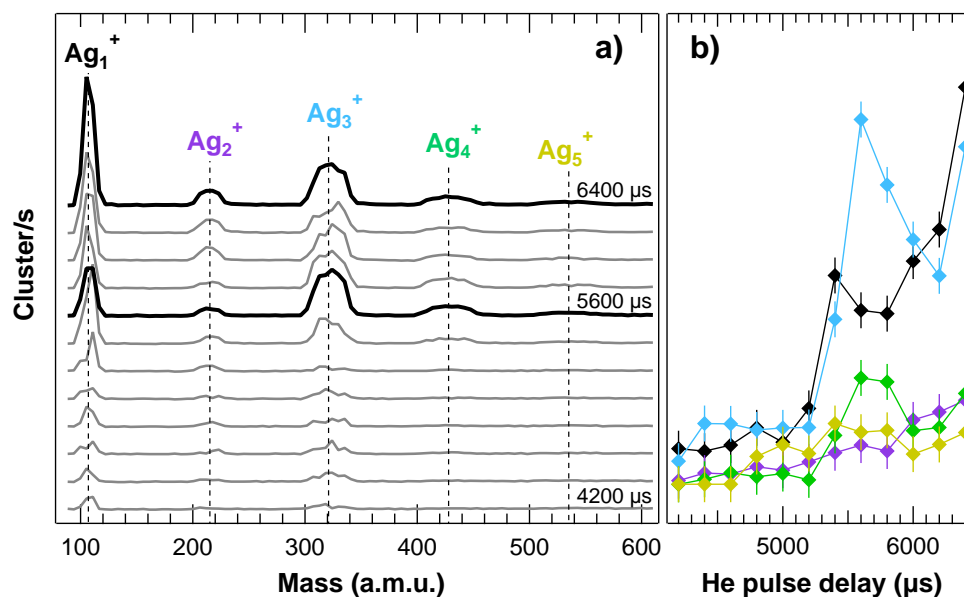 a)
b)
Ag₁⁺
Ag₂⁺
Ag₃⁺
Ag₄⁺
Ag₅⁺
6400 µs
5600 µs
4200 µs
Cluster/s
100 200 300 400 500 600
5000 6000
Mass (a.m.u.)
He pulse delay (µs)